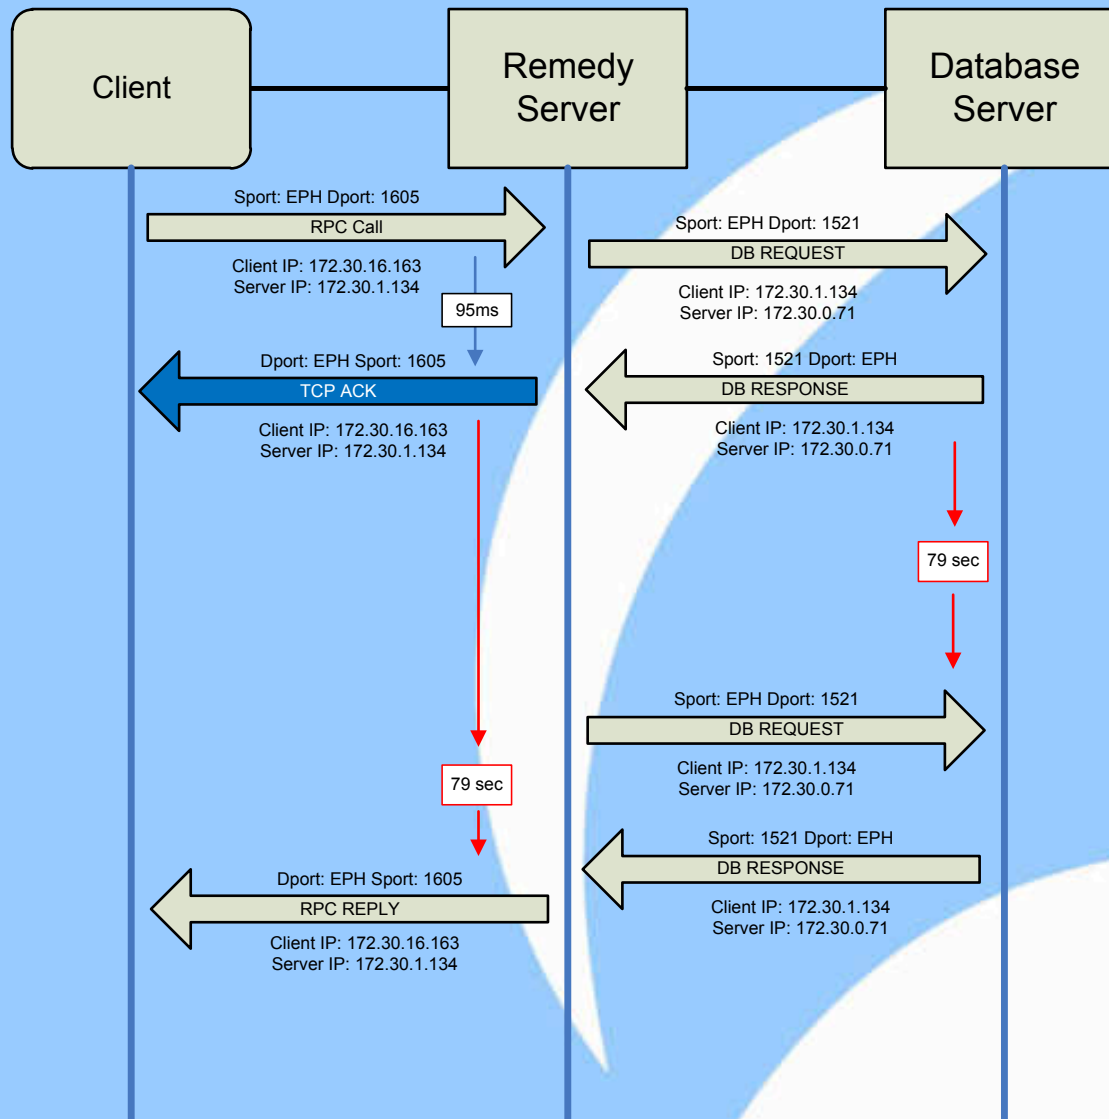 Client
Remedy
Server
Database
Server
Sport: EPH Dport: 1605
RPC Call
Client IP: 172.30.16.163
Server IP: 172.30.1.134
Sport: EPH Dport: 1521
DB REQUEST
Client IP: 172.30.1.134
Server IP: 172.30.0.71
95ms
Dport: EPH Sport: 1605
TCP ACK
Client IP: 172.30.16.163
Server IP: 172.30.1.134
Sport: 1521 Dport: EPH
DB RESPONSE
Client IP: 172.30.1.134
Server IP: 172.30.0.71
79 sec
Sport: EPH Dport: 1521
DB REQUEST
Client IP: 172.30.1.134
Server IP: 172.30.0.71
79 sec
Sport: 1521 Dport: EPH
DB RESPONSE
Client IP: 172.30.1.134
Server IP: 172.30.0.71
Dport: EPH Sport: 1605
RPC REPLY
Client IP: 172.30.16.163
Server IP: 172.30.1.134